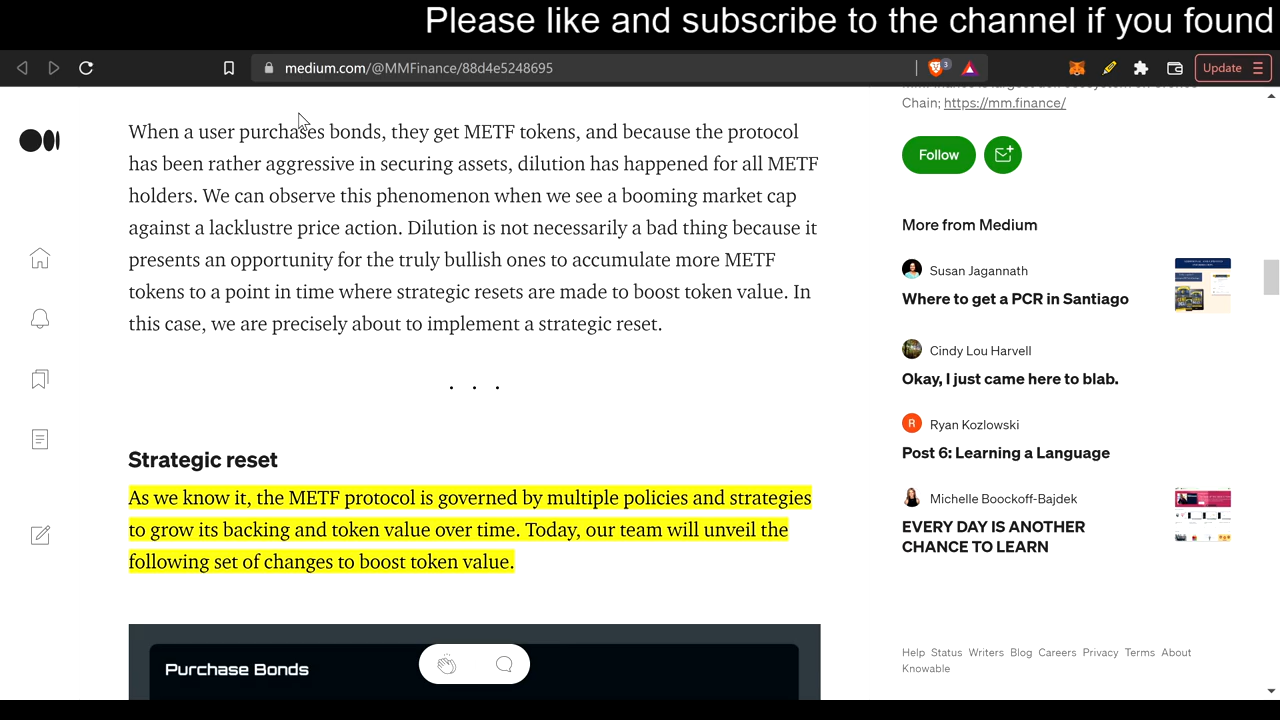 Please like and subscribe to the channel if you found
medium.com/@MMFinance/88d4e5248695
3
Update
Chain; https://mm.finance/
When a user purchases bonds, they get METF tokens, and because the protocol
has been rather aggressive in securing assets, dilution has happened for all METF
holders. We can observe this phenomenon when we see a booming market cap
against a lacklustre price action. Dilution is not necessarily a bad thing because it
presents an opportunity for the truly bullish ones to accumulate more METF
tokens to a point in time where strategic resets are made to boost token value. In
this case, we are precisely about to implement a strategic reset.
. . .
Strategic reset
As we know it, the METF protocol is governed by multiple policies and strategies
to grow its backing and token value over time. Today, our team will unveil the
following set of changes to boost token value.
Purchase Bonds
Follow
More from Medium
Susan Jagannath
Where to get a PCR in Santiago
Cindy Lou Harvell
Okay, I just came here to blab.
R
Ryan Kozlowski
Post 6: Learning a Language
Michelle Boockoff-Bajdek
EVERY DAY IS ANOTHER
CHANCE TO LEARN
Help Status Writers Blog Careers Privacy Terms About
Knowable